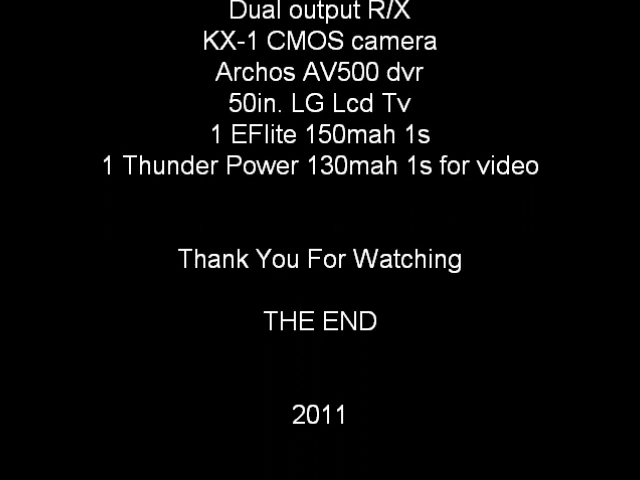 Dual output R/X
KX-1 CMOS camera
Archos AV500 dvr
50in. LG Lcd Tv
1 EFlite 150mah 1s
1 Thunder Power 130mah 1s for video
Thank You For Watching
THE END
2011